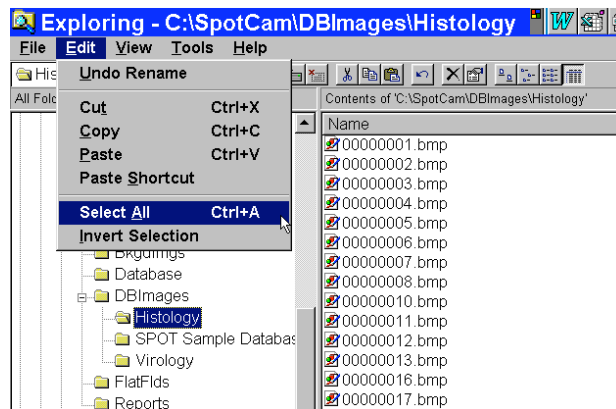 Exploring - C:\SpotCam\DBImages\Histology
File Edit View Tools Help
His
Undo Rename
All Fold
Contents of 'C:\SpotCam\DBImages\Histology'
Cut Ctrl+X
Copy Ctrl+C
Paste Ctrl+V
Paste Shortcut
Select All Ctrl+A
Invert Selection
BkgdImgs
Database
DBImages
Histology
SPOT Sample Databas
Virology
FlatFlds
Reports
Name
00000001.bmp
00000002.bmp
00000003.bmp
00000004.bmp
00000005.bmp
00000006.bmp
00000007.bmp
00000008.bmp
00000010.bmp
00000011.bmp
00000012.bmp
00000013.bmp
00000016.bmp
00000017.bmp